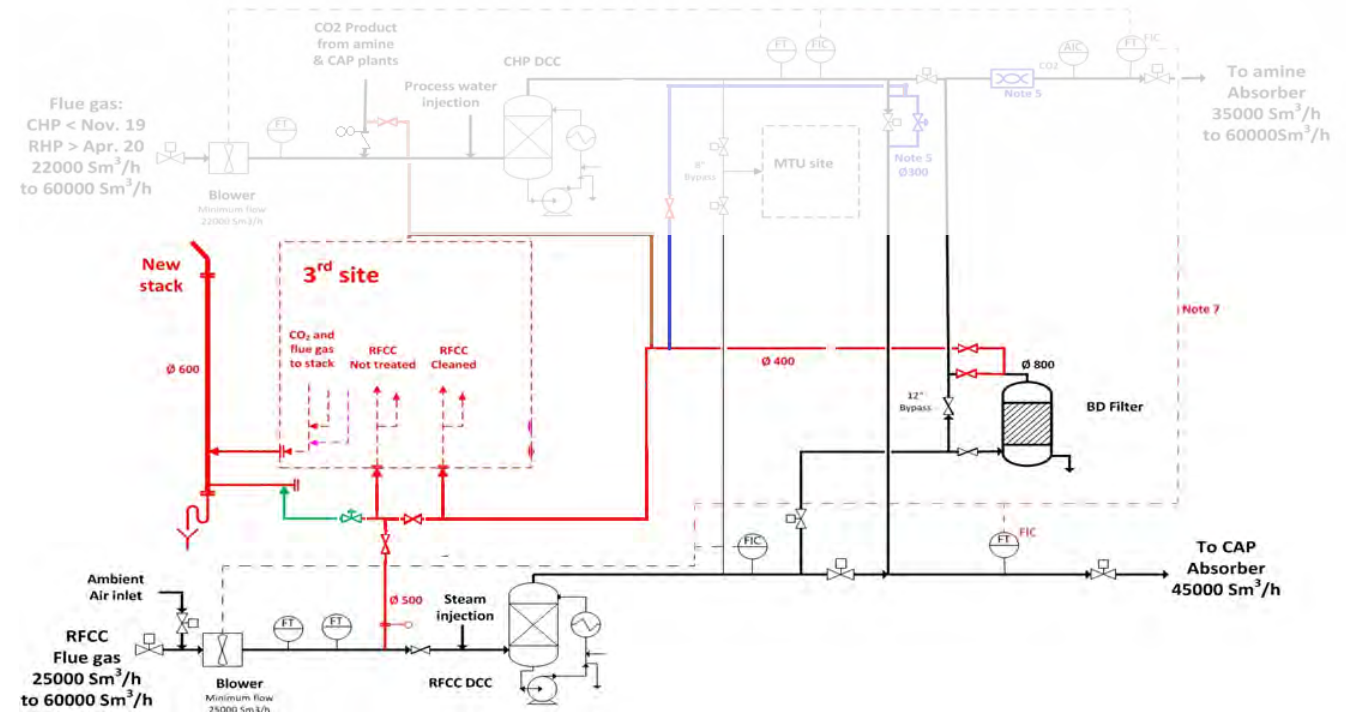 CO2 Product
from amine
& CAP plants
Process water
injection
CHP DCC
FT
FIC
AIC
FT
FIC
CO2
Note 5
To amine
Absorber
35000 Sm³/h
to 60000Sm³/h
Flue gas:
CHP < Nov. 19
RHP > Apr. 20
22000 Sm³/h
to 60000 Sm³/h
FT
Blower
Minimum flow
22000 Sm3/h
8"
Bypass
MTU site
Note 5
Ø300
New
stack
3rd site
Note 7
CO₂ and
flue gas
to stack
RFCC
Not treated
RFCC
Cleaned
Ø 600
Ø 400
Ø 800
12"
Bypass
BD Filter
FIC
FT
FIC
To CAP
Absorber
45000 Sm³/h
Ambient
Air inlet
Ø 500
Steam
injection
FT
FT
RFCC
Flue gas
25000 Sm³/h
to 60000 Sm³/h
Blower
Minimum flow
25000 Sm3/h
RFCC DCC